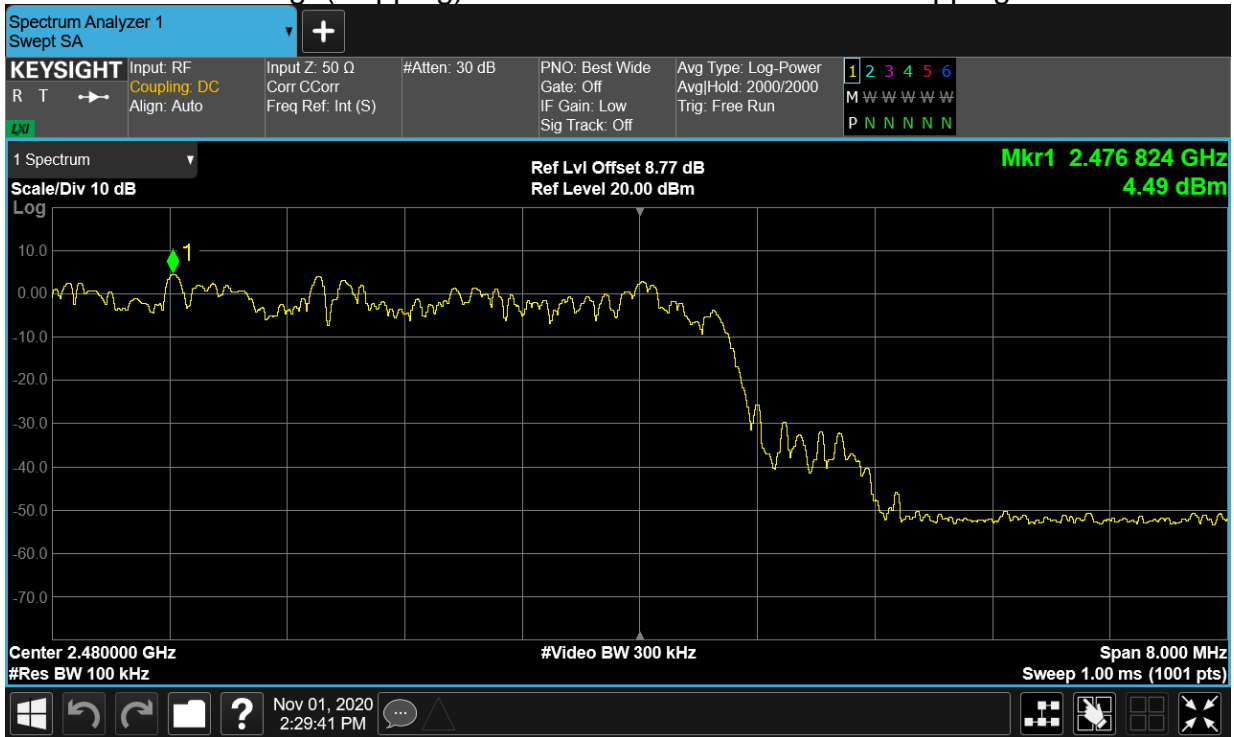 Spectrum Analyzer 1
Swept SA
KEYSIGHT
R T
LXI
Input: RF
Coupling: DC
Align: Auto
Input Z: 50 Ω
Corr CCorr
Freq Ref: Int (S)
#Atten: 30 dB
PNO: Best Wide
Gate: Off
IF Gain: Low
Sig Track: Off
Avg Type: Log-Power
Avg|Hold: 2000/2000
Trig: Free Run
1 2 3 4 5 6
M W W W W W
P N N N N N
1 Spectrum
Scale/Div 10 dB
Log
Ref Lvl Offset 8.77 dB
Ref Level 20.00 dBm
Mkr1 2.476 824 GHz
4.49 dBm
1
10.0
0.00
-10.0
-20.0
-30.0
-40.0
-50.0
-60.0
-70.0
Center 2.480000 GHz
#Video BW 300 kHz
Span 8.000 MHz
#Res BW 100 kHz
Sweep 1.00 ms (1001 pts)
?
Nov 01, 2020
2:29:41 PM